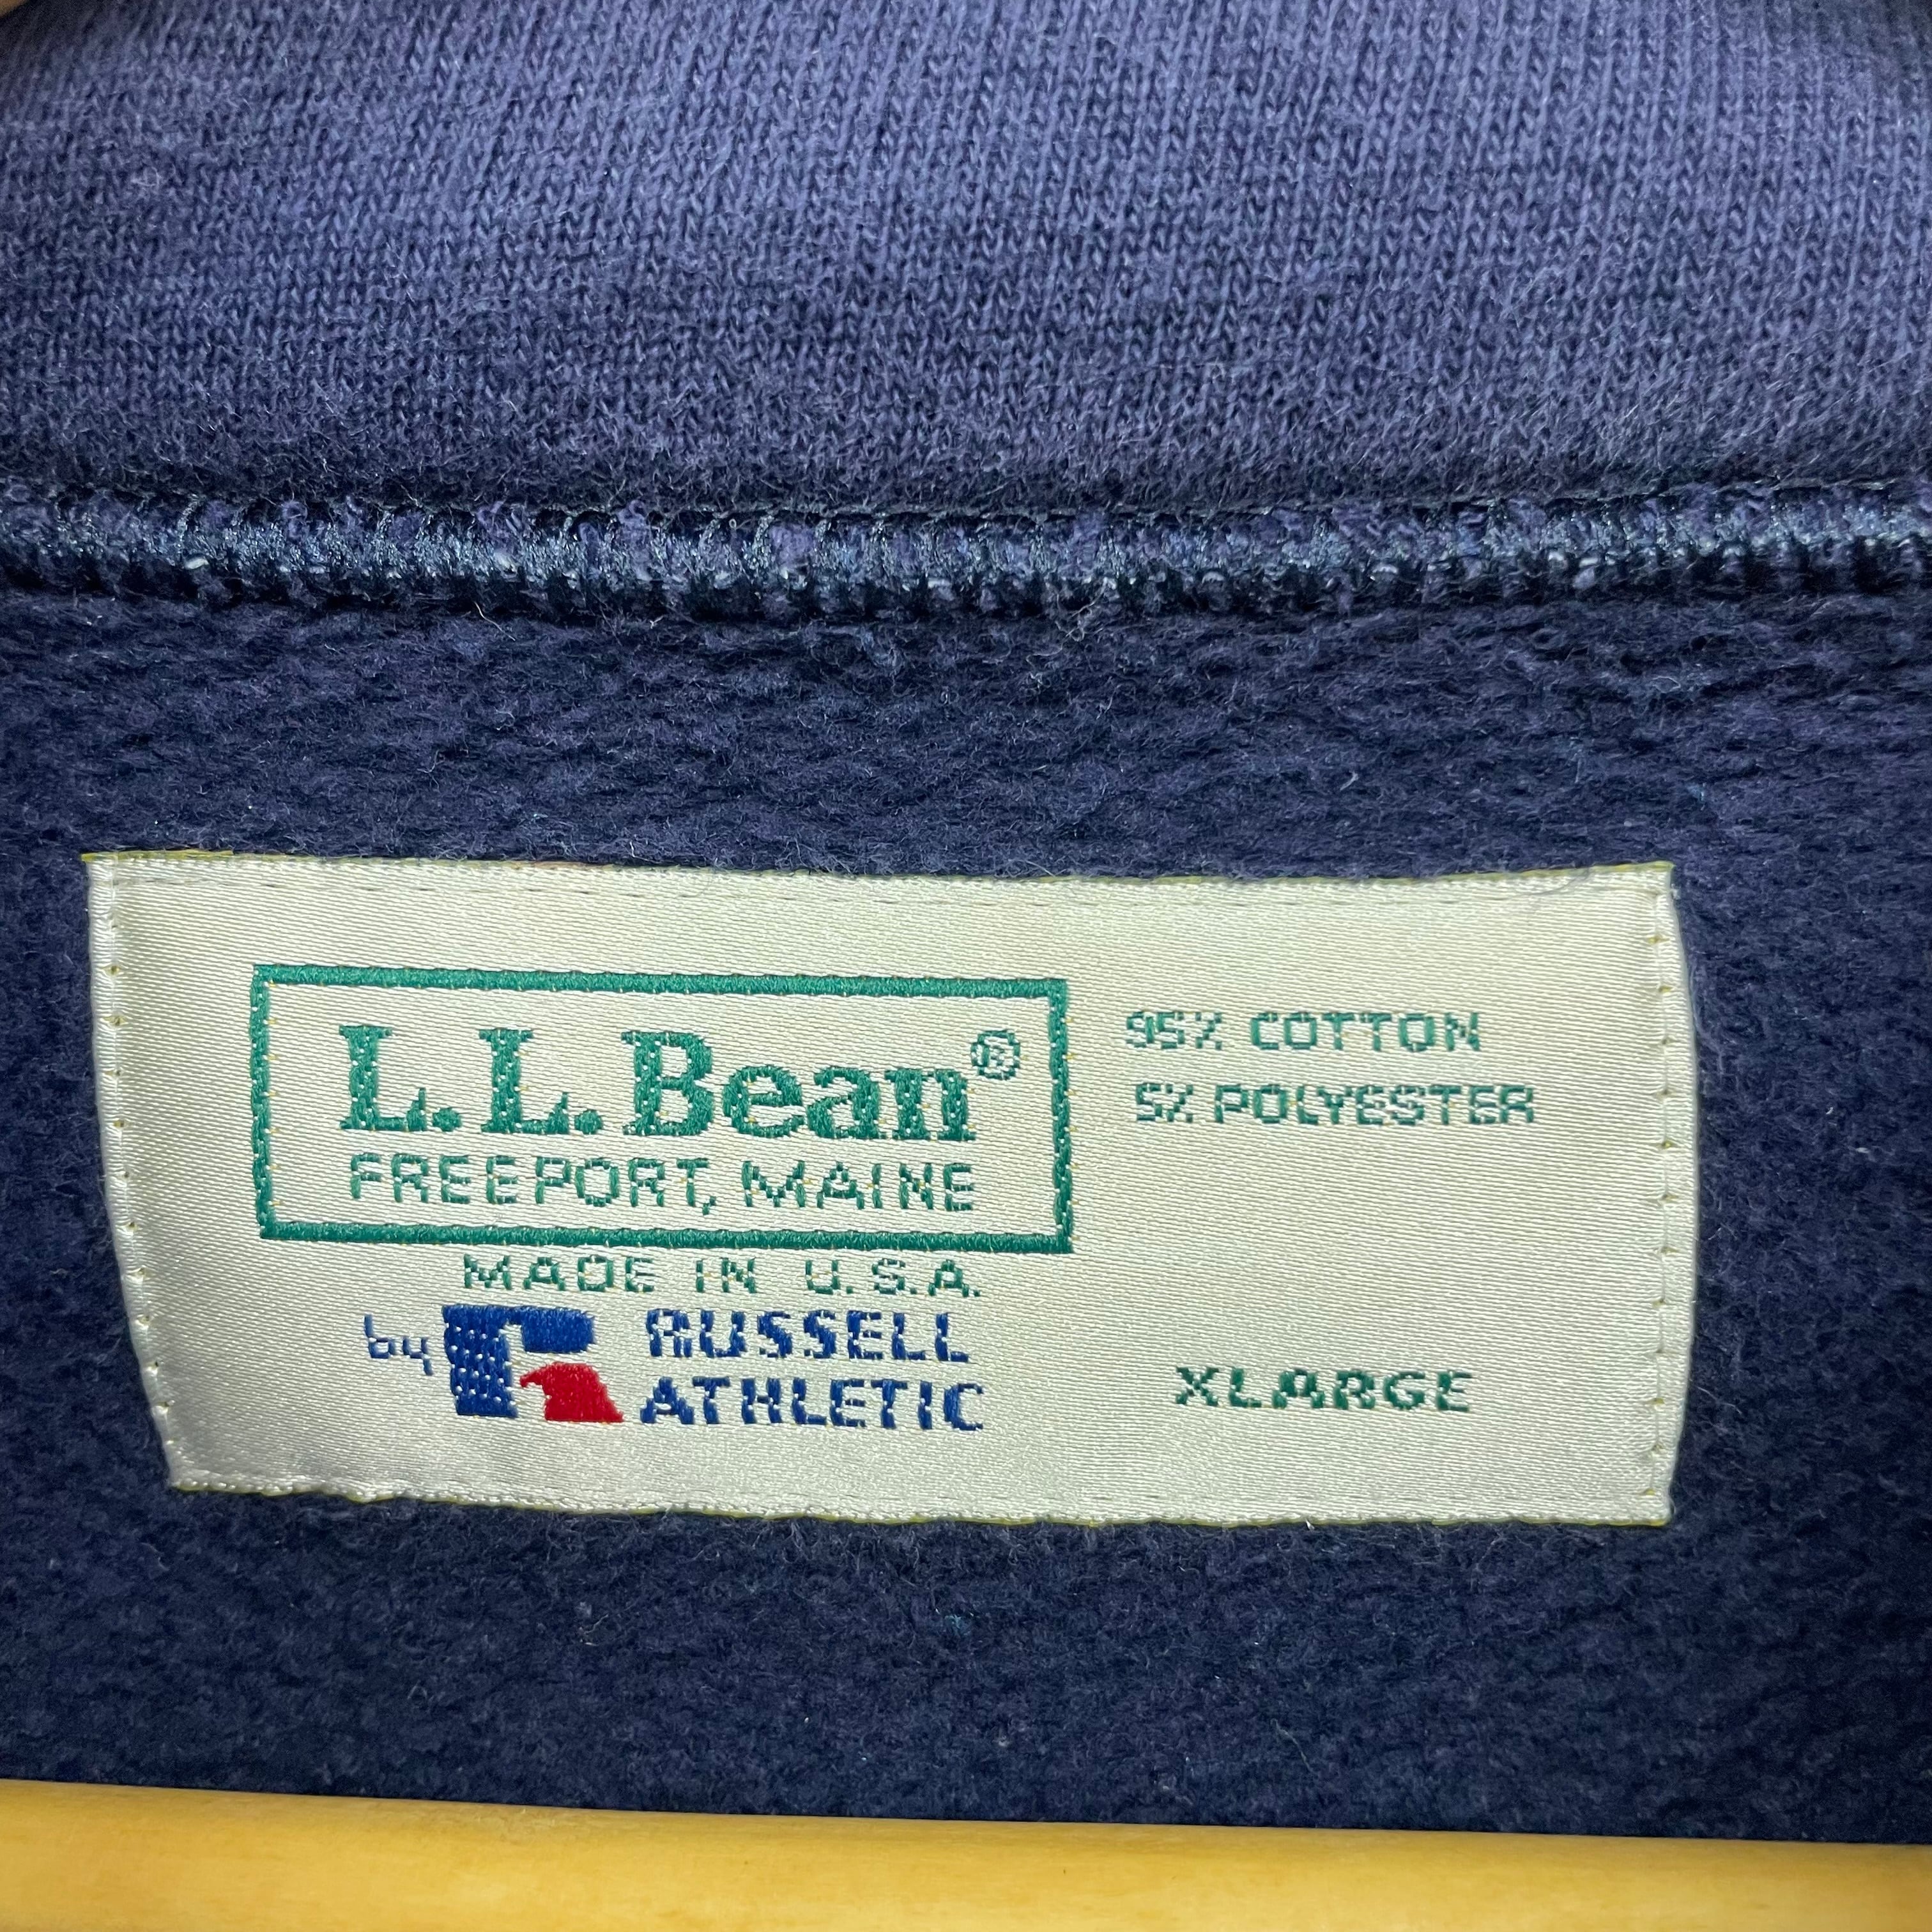 L.L.Bean®
FREEPORT, MAINE
MADE IN U.S.A.
by RUSSELL
ATHLETIC
95% COTTON
5% POLYESTER
XLARGE